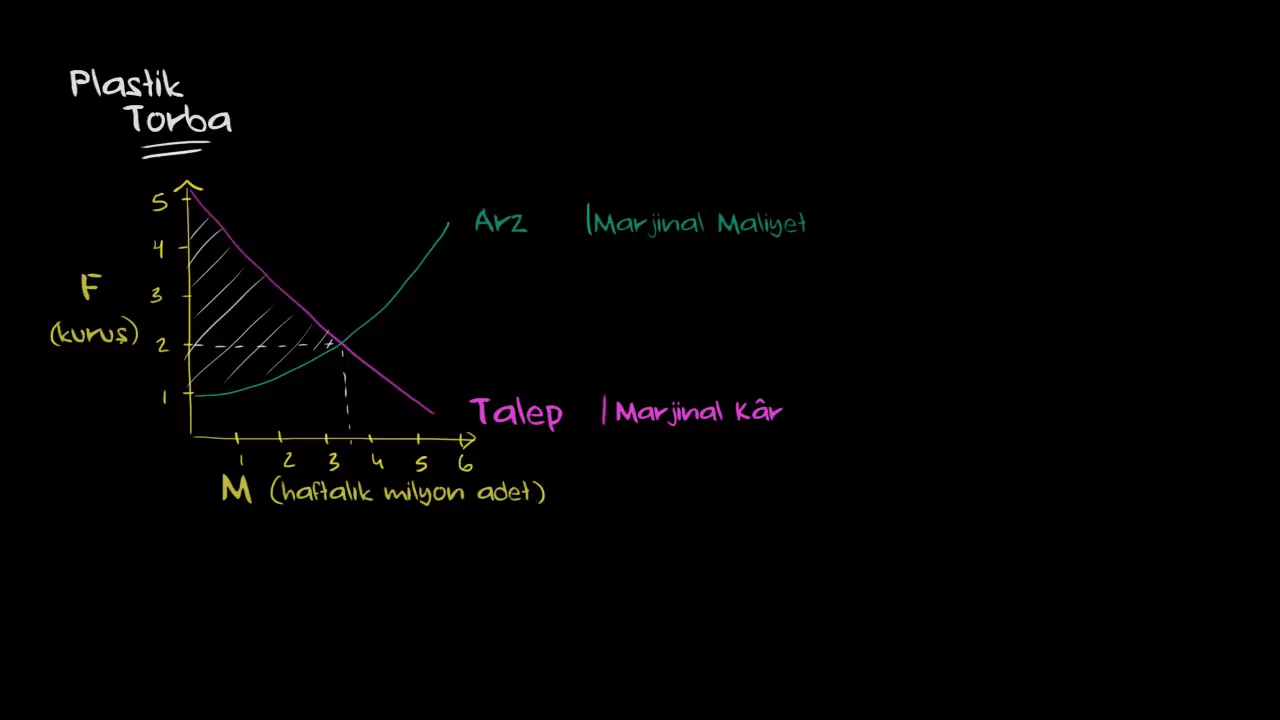 Plastik
Torba
5
4
3
2
1
F
(kuruş)
Arz |Marjinal Maliyet
Talep |Marjinal Kâr
1 2 3 4 5 6
M (haftalık milyon adet)